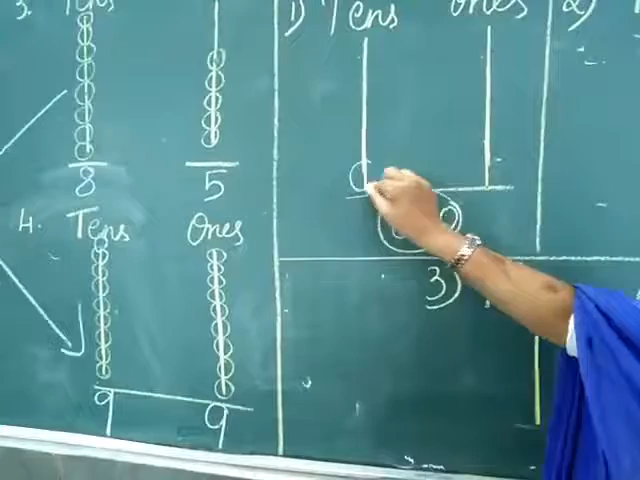 3. Tens
8 5
4. Tens Ones
9 9
1) Tens Ones
2)
3)